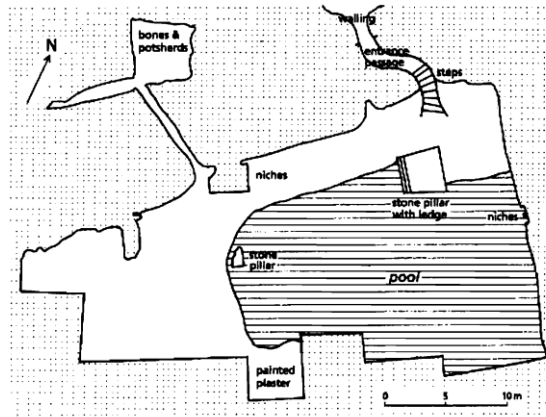 walling
bones &
potsherds
N
entrance
passage
steps
niches
stone pillar
with ledge
niches
stone
pillar
pool
painted
plaster
0 5 10 m